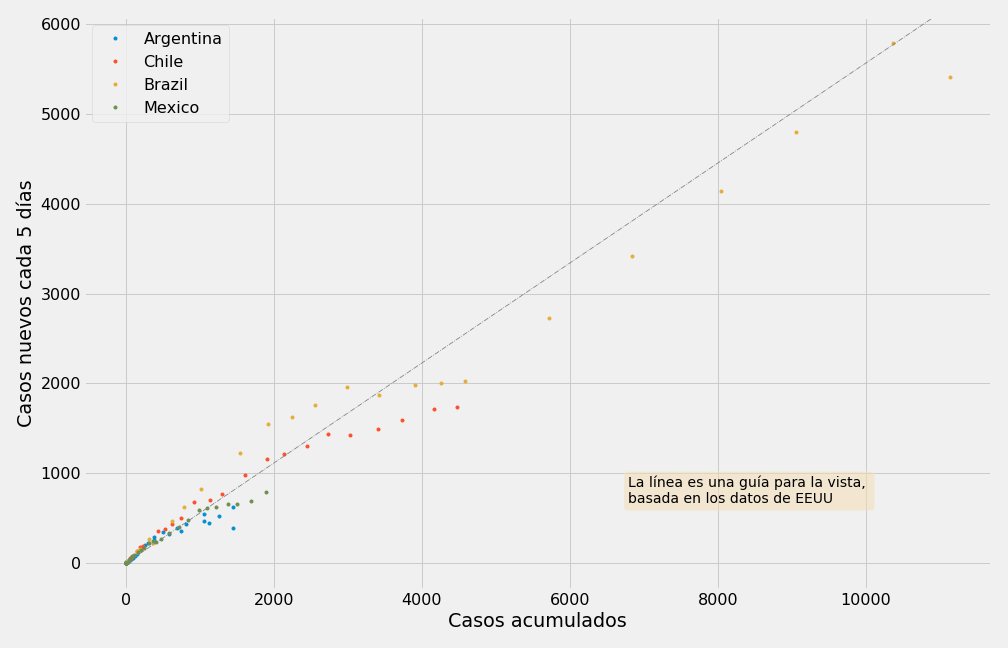 6000
5000
4000
3000
2000
1000
0
Casos nuevos cada 5 días
Argentina
Chile
Brazil
Mexico
La línea es una guía para la vista,
basada en los datos de EEUU
0 2000 4000 6000 8000 10000
Casos acumulados